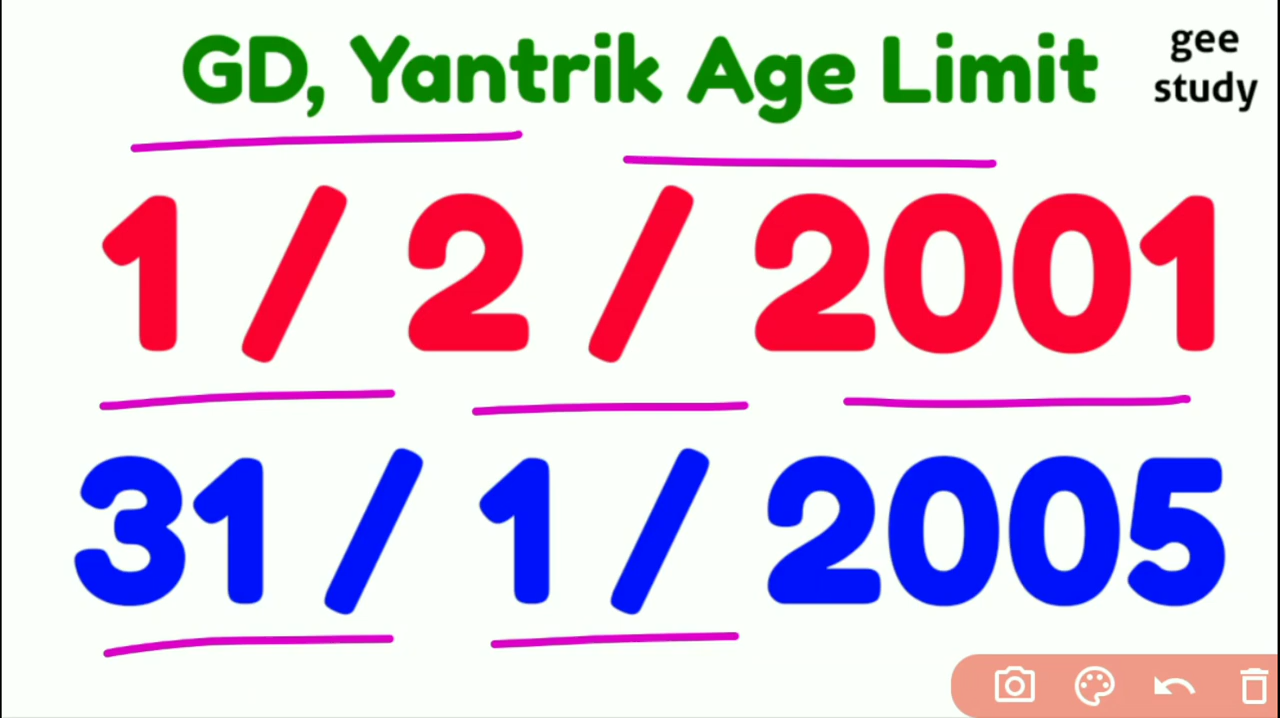 GD, Yantrik Age Limit
gee
study
1 / 2 / 2001
31 / 1 / 2005